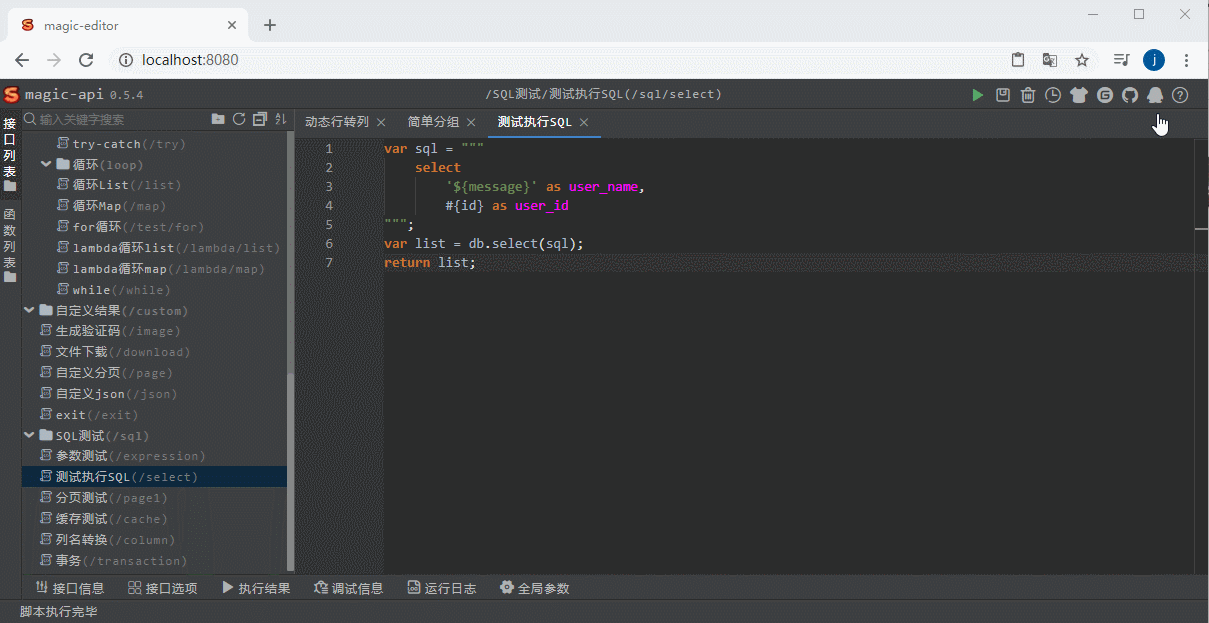 magic-editor
localhost:8080
j
magic-api 0.5.4
/SQL测试/测试执行SQL(/sql/select)
接口列表
函数列表
输入关键字搜索
try-catch(/try)
循环(loop)
循环List(/list)
循环Map(/map)
for循环(/test/for)
lambda循环list(/lambda/list)
lambda循环map(/lambda/map)
while(/while)
自定义结果(/custom)
生成验证码(/image)
文件下载(/download)
自定义分页(/page)
自定义json(/json)
exit(/exit)
SQL测试(/sql)
参数测试(/expression)
测试执行SQL(/select)
分页测试(/page1)
缓存测试(/cache)
列名转换(/column)
事务(/transaction)
动态行转列 简单分组 测试执行SQL
1 var sql = """
2 select
3 '${message}' as user_name,
4 #{id} as user_id
5 """;
6 var list = db.select(sql);
7 return list;
接口信息 接口选项 执行结果 调试信息 运行日志 全局参数
脚本执行完毕